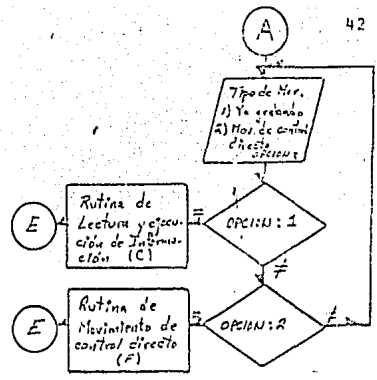 42
A
Tipo de Mov.
1) Ya grabado
2) Mov. de control
directo
OPCION?
OPCION: 1
=
≠
Rutina de
Lectura y ejecu-
ción de Informa-
ción (C)
E
OPCION: 2
=
≠
Rutina de
Movimiento de
control directo
(F)
E